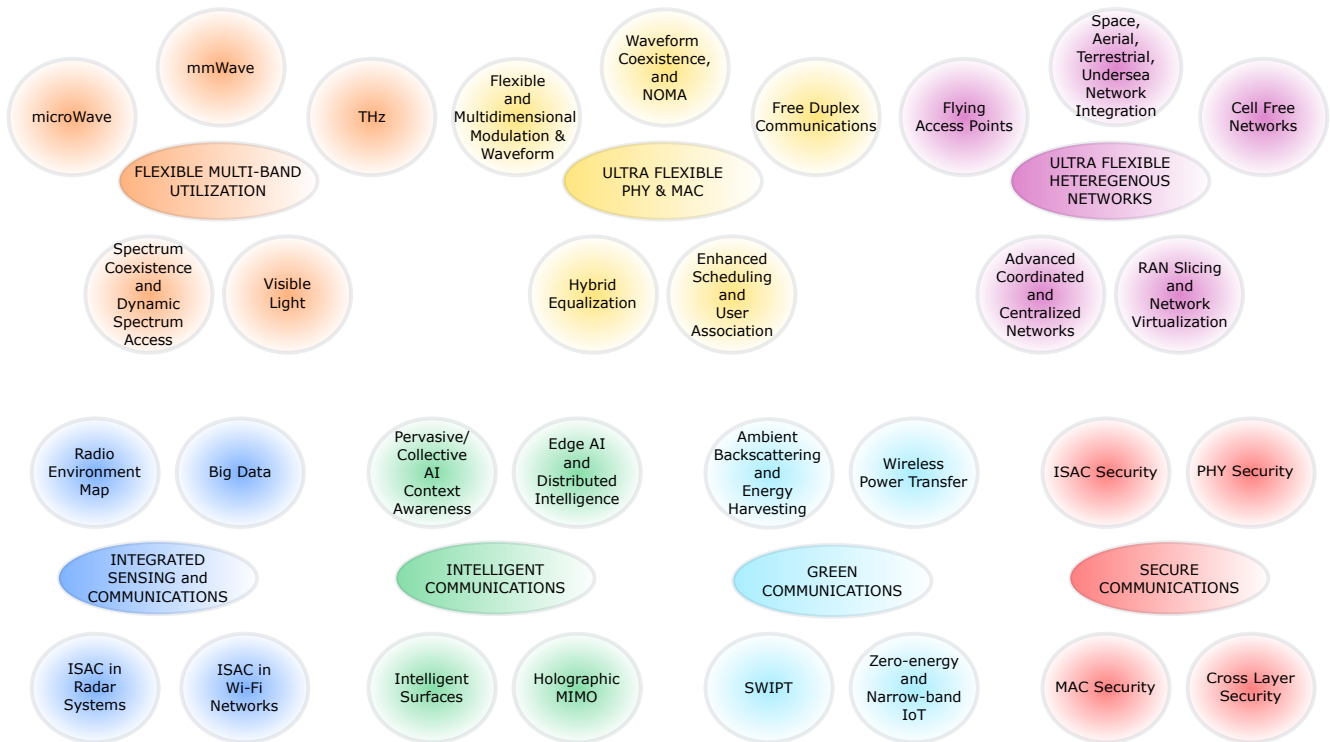 microWave
mmWave
THz
FLEXIBLE MULTI-BAND
UTILIZATION
Spectrum
Coexistence
and
Dynamic
Spectrum
Access
Visible
Light
Flexible
and
Multidimensional
Modulation &
Waveform
Waveform
Coexistence,
and
NOMA
Free Duplex
Communications
ULTRA FLEXIBLE
PHY & MAC
Hybrid
Equalization
Enhanced
Scheduling
and
User
Association
Flying
Access Points
Space,
Aerial,
Terrestrial,
Undersea
Network
Integration
Cell Free
Networks
ULTRA FLEXIBLE
HETEREGENOUS
NETWORKS
Advanced
Coordinated
and
Centralized
Networks
RAN Slicing
and
Network
Virtualization
Radio
Environment
Map
Big Data
INTEGRATED
SENSING and
COMMUNICATIONS
ISAC in
Radar
Systems
ISAC in
Wi-Fi
Networks
Pervasive/
Collective
AI
Context
Awareness
Edge AI
and
Distributed
Intelligence
INTELLIGENT
COMMUNICATIONS
Intelligent
Surfaces
Holographic
MIMO
Ambient
Backscattering
and
Energy
Harvesting
Wireless
Power Transfer
GREEN
COMMUNICATIONS
SWIPT
Zero-energy
and
Narrow-band
IoT
ISAC Security
PHY Security
SECURE
COMMUNICATIONS
MAC Security
Cross Layer
Security